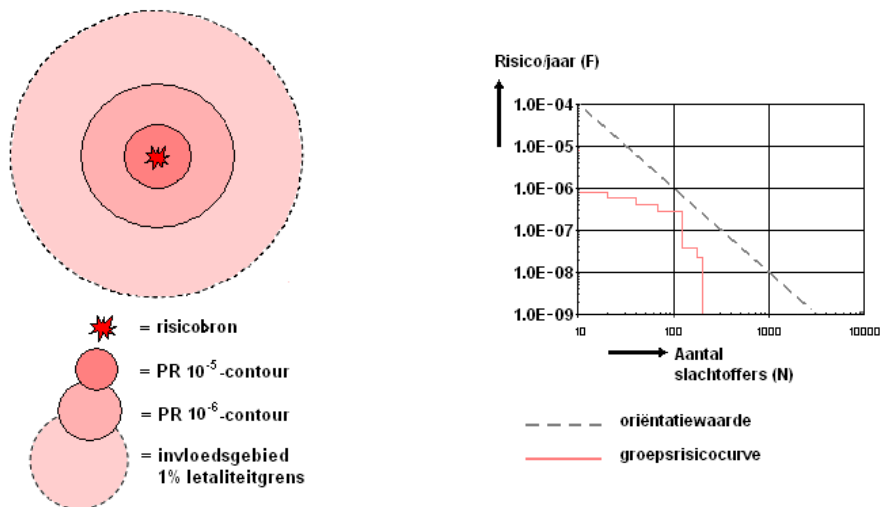 = risicobron
= PR 10⁻⁵-contour
= PR 10⁻⁶-contour
= invloedsgebied
1% letaliteitgrens
Risico/jaar (F)
1.0E-04
1.0E-05
1.0E-06
1.0E-07
1.0E-08
1.0E-09
10 100 1000 10000
Aantal
slachtoffers (N)
oriëntatiewaarde
groepsrisicocurve